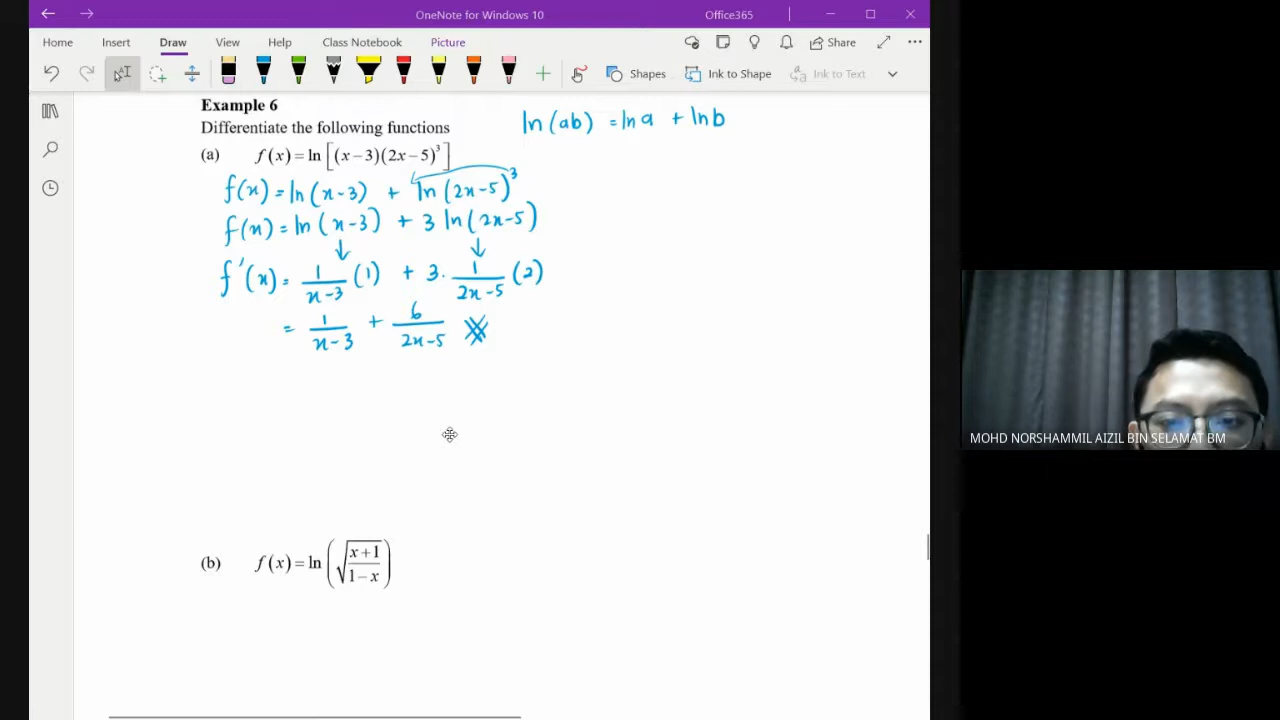 OneNote for Windows 10
Office365
Home Insert Draw View Help Class Notebook Picture Share
Shapes Ink to Shape Ink to Text
Example 6
ln(ab) = ln a + ln b
Differentiate the following functions
(a) f(x) = ln[(x−3)(2x−5)³]
f(x) = ln(x−3) + ln(2x−5)³
f(x) = ln(x−3) + 3 ln(2x−5)
f'(x) = 1/(x−3) (1) + 3 · 1/(2x−5) (2)
= 1/(x−3) + 6/(2x−5)
(b) f(x) = ln(√((x+1)/(1−x)))
MOHD NORSHAMMIL AIZIL BIN SELAMAT BM